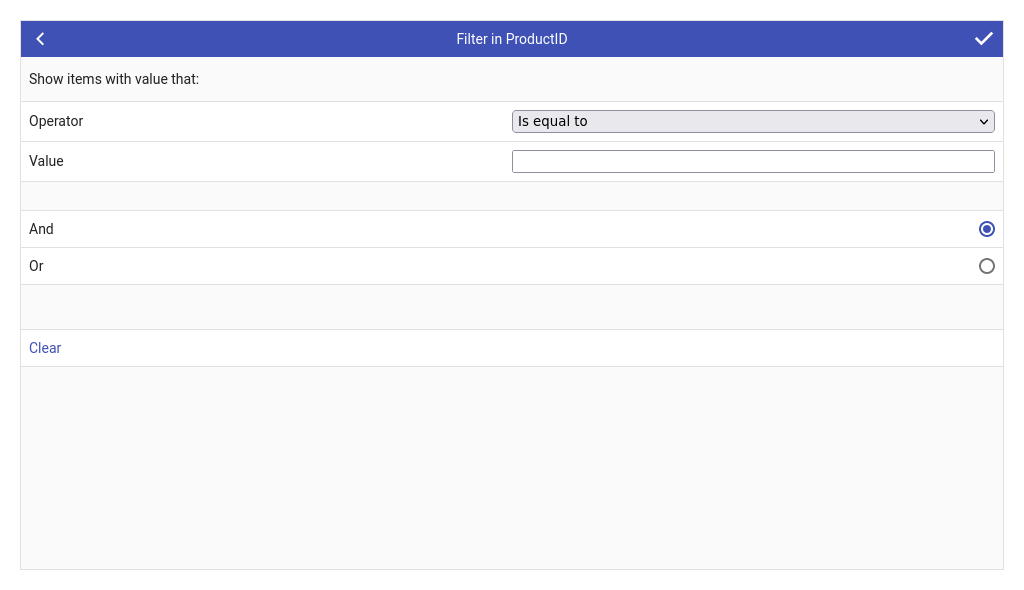 Filter in ProductID
Show items with value that:
Operator
Is equal to
Value
And
Or
Clear